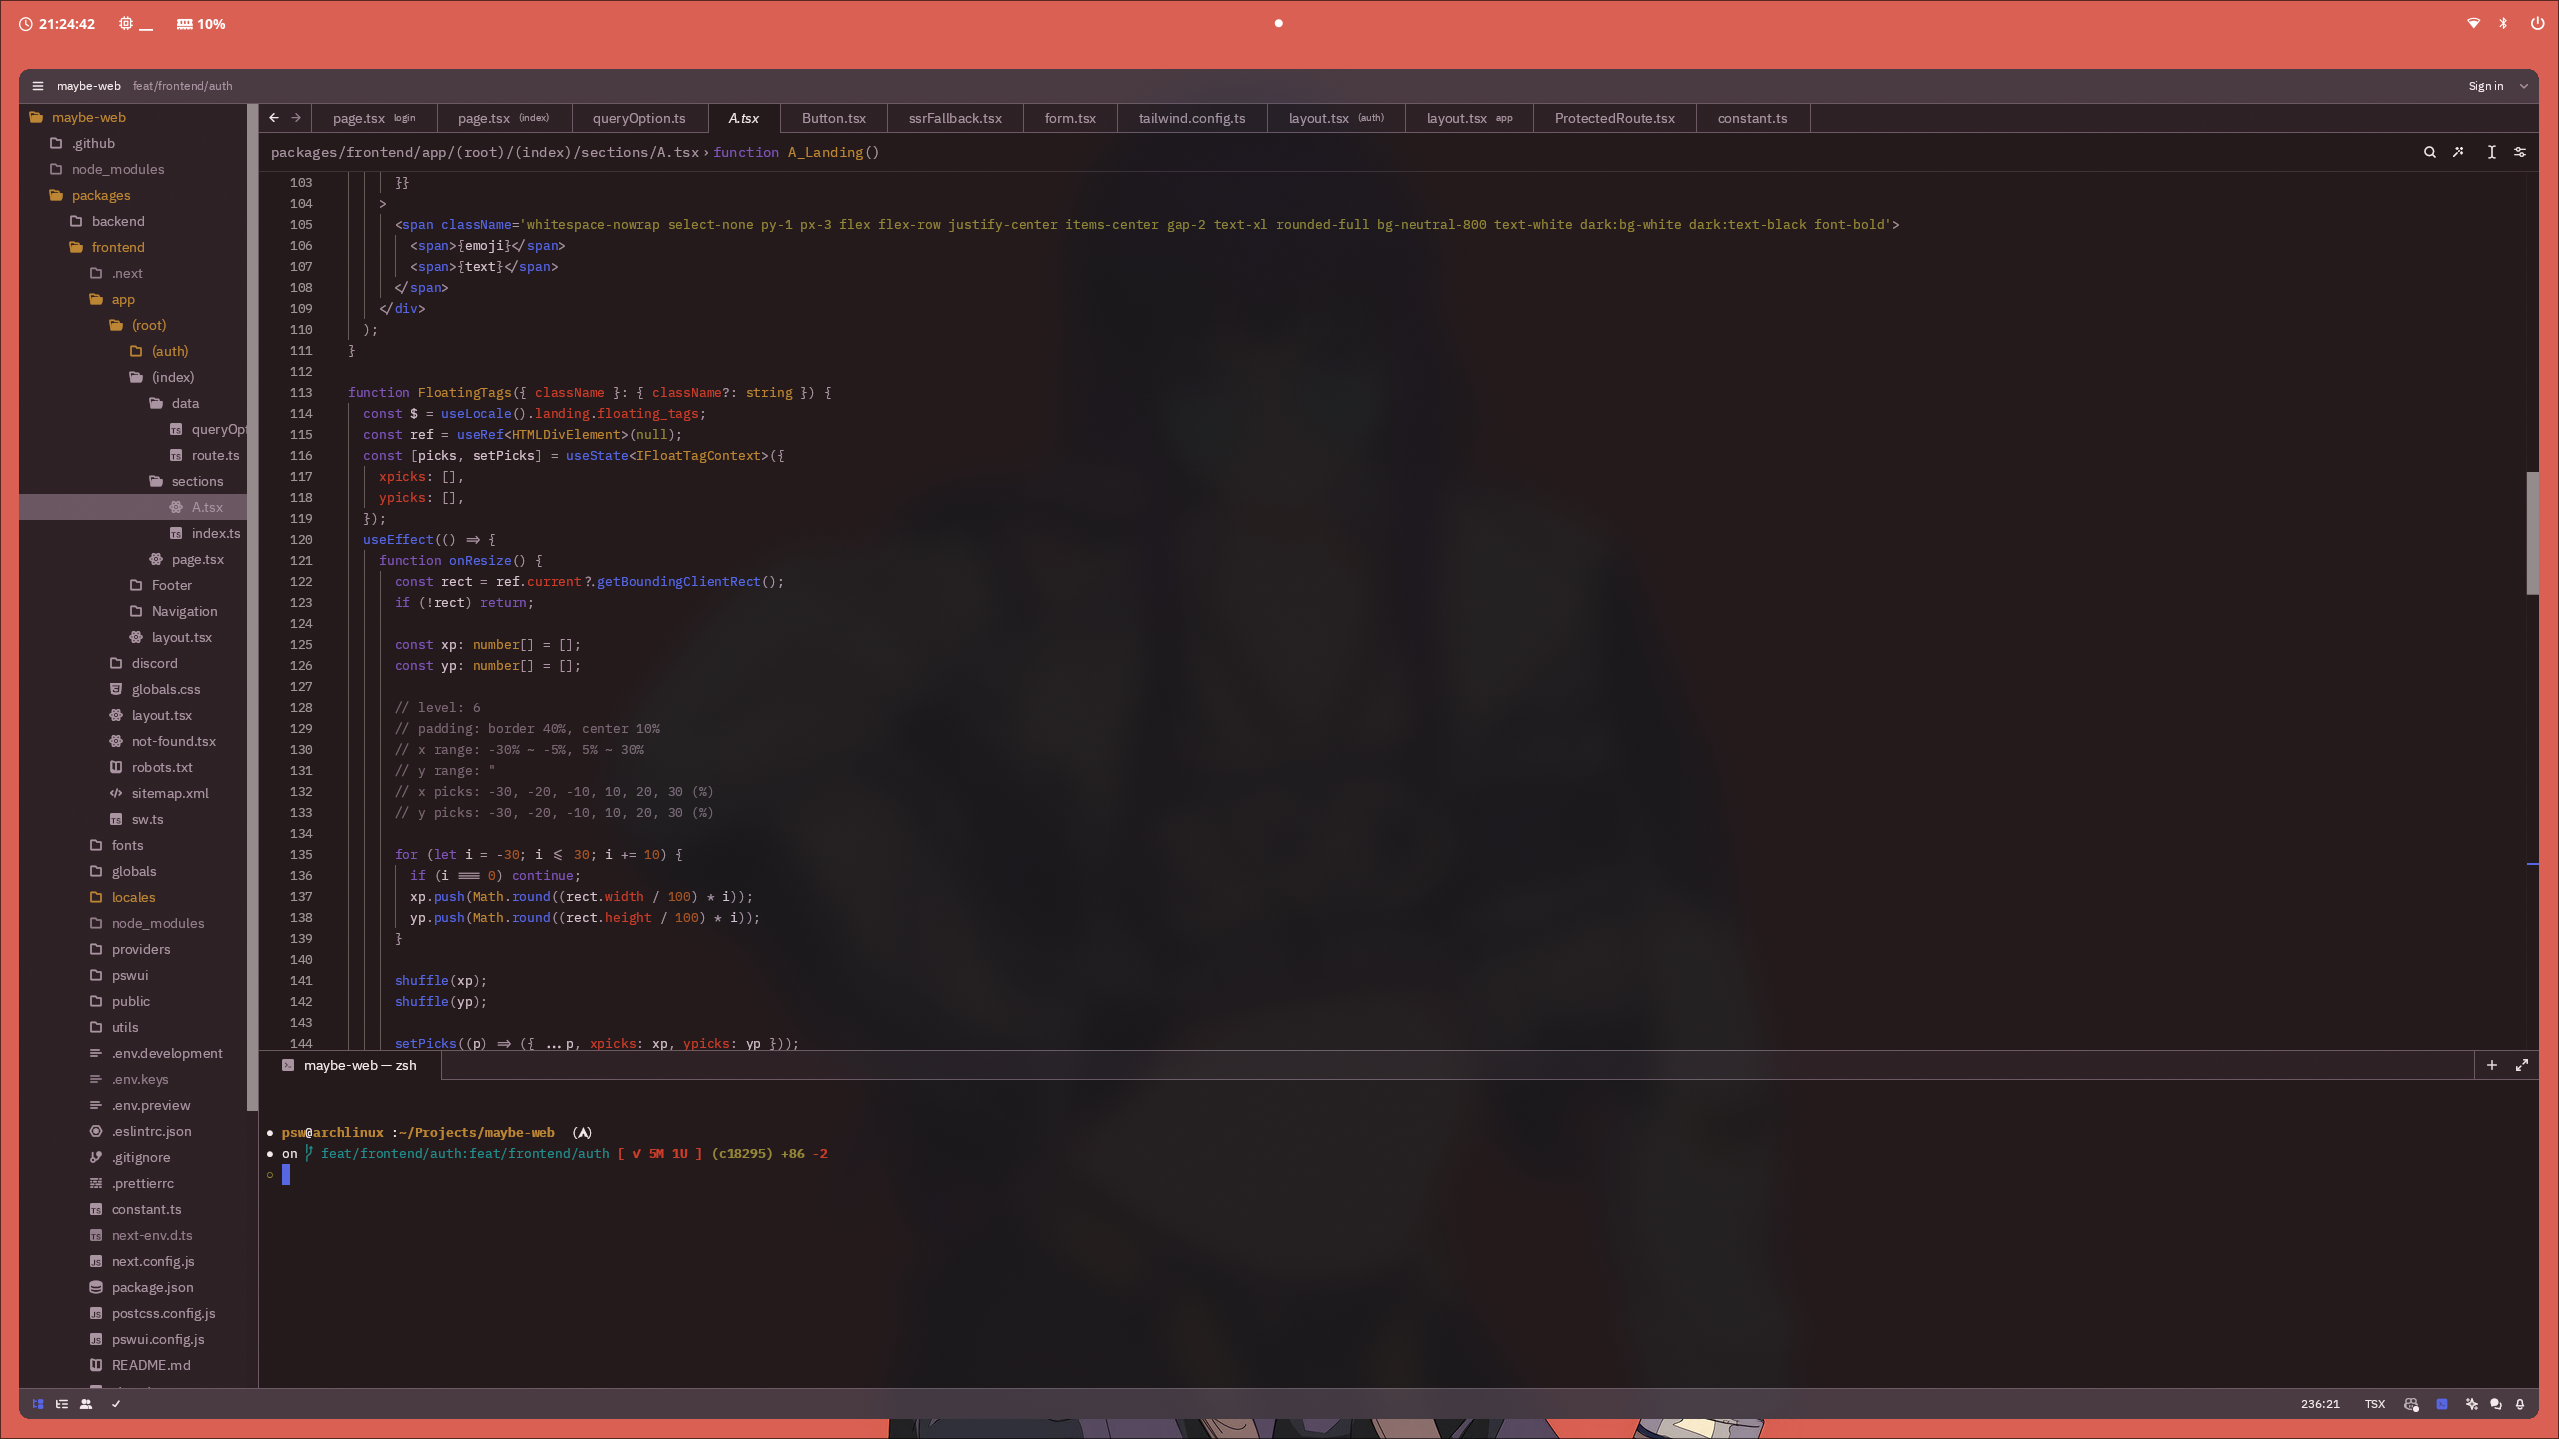 21:24:42 __ 10%
maybe-web feat/frontend/auth Sign in
maybe-web
.github
node_modules
packages
backend
frontend
.next
app
(root)
(auth)
(index)
data
queryOpt
route.ts
sections
A.tsx
index.ts
page.tsx
Footer
Navigation
layout.tsx
discord
globals.css
layout.tsx
not-found.tsx
robots.txt
sitemap.xml
sw.ts
fonts
globals
locales
node_modules
providers
pswui
public
utils
.env.development
.env.keys
.env.preview
.eslintrc.json
.gitignore
.prettierrc
constant.ts
next-env.d.ts
next.config.js
package.json
postcss.config.js
pswui.config.js
README.md
page.tsx login page.tsx (index) queryOption.ts A.tsx Button.tsx ssrFallback.tsx form.tsx tailwind.config.ts layout.tsx (auth) layout.tsx app ProtectedRoute.tsx constant.ts
packages/frontend/app/(root)/(index)/sections/A.tsx › function A_Landing()
103 }}
104 >
105 <span className='whitespace-nowrap select-none py-1 px-3 flex flex-row justify-center items-center gap-2 text-xl rounded-full bg-neutral-800 text-white dark:bg-white dark:text-black font-bold'>
106 <span>{emoji}</span>
107 <span>{text}</span>
108 </span>
109 </div>
110 );
111 }
112
113 function FloatingTags({ className }: { className?: string }) {
114 const $ = useLocale().landing.floating_tags;
115 const ref = useRef<HTMLDivElement>(null);
116 const [picks, setPicks] = useState<IFloatTagContext>({
117 xpicks: [],
118 ypicks: [],
119 });
120 useEffect(() => {
121 function onResize() {
122 const rect = ref.current?.getBoundingClientRect();
123 if (!rect) return;
124
125 const xp: number[] = [];
126 const yp: number[] = [];
127
128 // level: 6
129 // padding: border 40%, center 10%
130 // x range: -30% ~ -5%, 5% ~ 30%
131 // y range: "
132 // x picks: -30, -20, -10, 10, 20, 30 (%)
133 // y picks: -30, -20, -10, 10, 20, 30 (%)
134
135 for (let i = -30; i <= 30; i += 10) {
136 if (i === 0) continue;
137 xp.push(Math.round((rect.width / 100) * i));
138 yp.push(Math.round((rect.height / 100) * i));
139 }
140
141 shuffle(xp);
142 shuffle(yp);
143
144 setPicks((p) => ({ ...p, xpicks: xp, ypicks: yp }));
maybe-web — zsh
psw@archlinux :~/Projects/maybe-web
on feat/frontend/auth:feat/frontend/auth [ √ 5M 1U ] (c18295) +86 -2
236:21 TSX